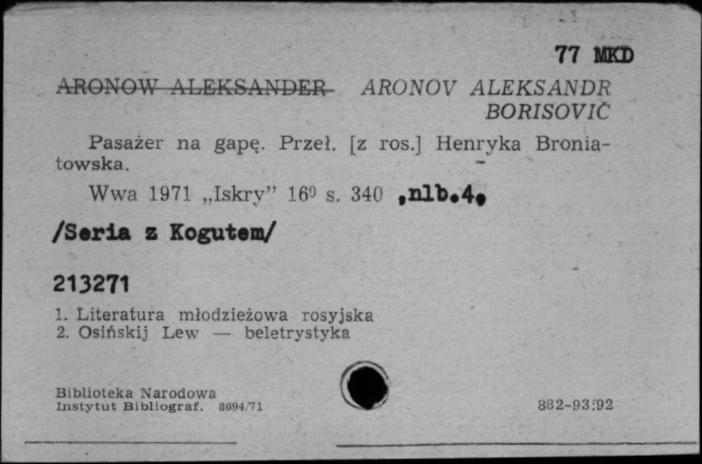 77 MKD
ARONOW ALEKSANDER ARONOV ALEKSANDR
BORISOVIČ
Pasażer na gapę. Przeł. [z ros.] Henryka Bronia-
towska.
Wwa 1971 „Iskry” 16⁰ s. 340 ,nlb.4.
/Seria z Kogutem/
213271
1. Literatura młodzieżowa rosyjska
2. Osińskij Lew — beletrystyka
Biblioteka Narodowa
Instytut Bibliograf. 8694/71
882-93:92